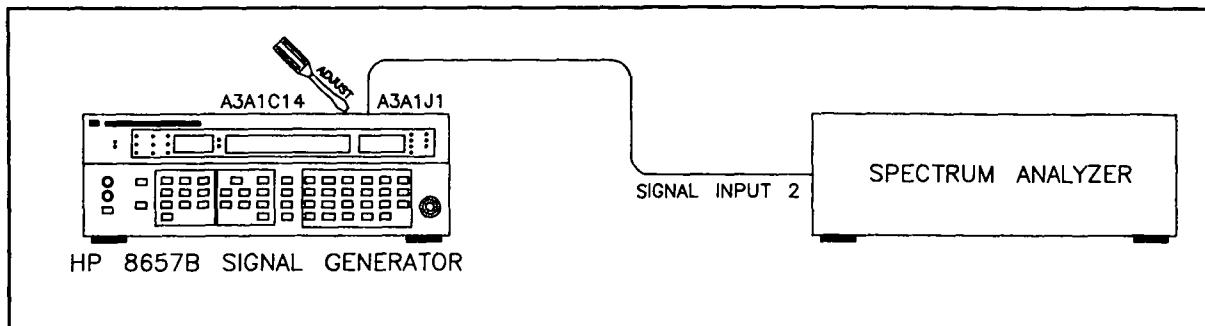 ADJUST
A3A1C14 A3A1J1
SIGNAL INPUT 2
SPECTRUM ANALYZER
HP 8657B SIGNAL GENERATOR